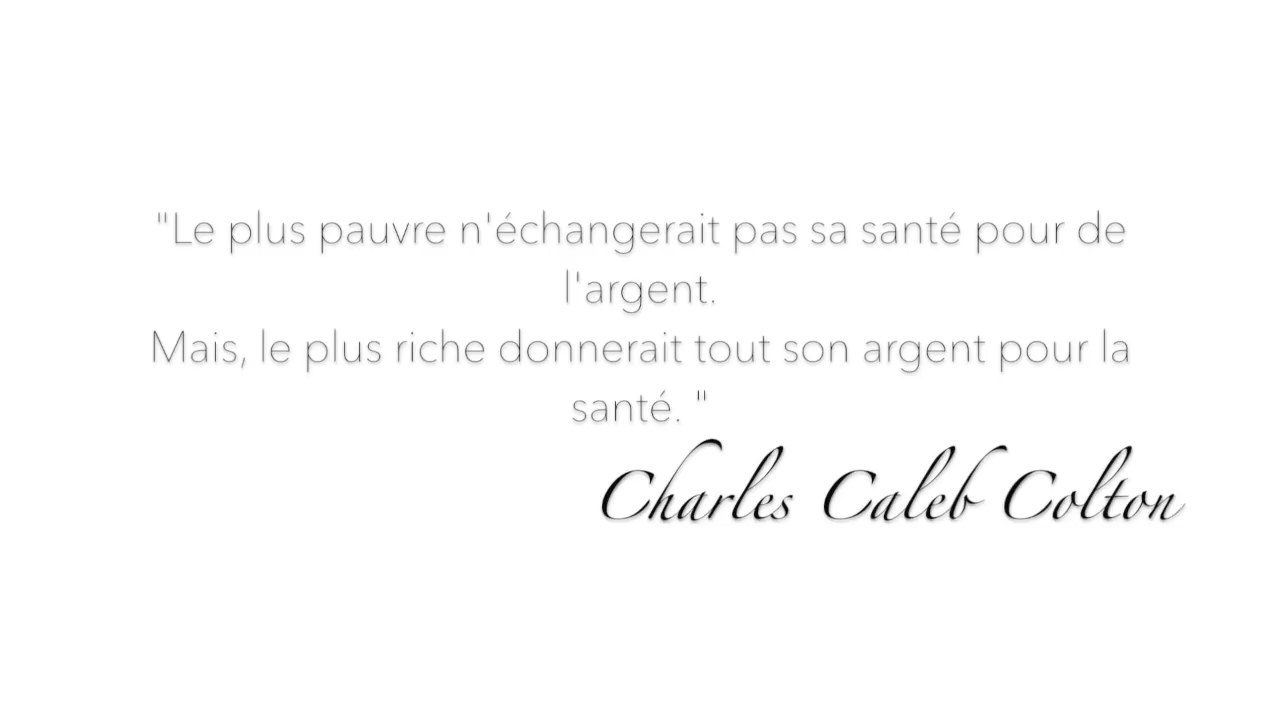 "Le plus pauvre n'échangerait pas sa santé pour de
l'argent.
Mais, le plus riche donnerait tout son argent pour la
santé. "
Charles Caleb Colton